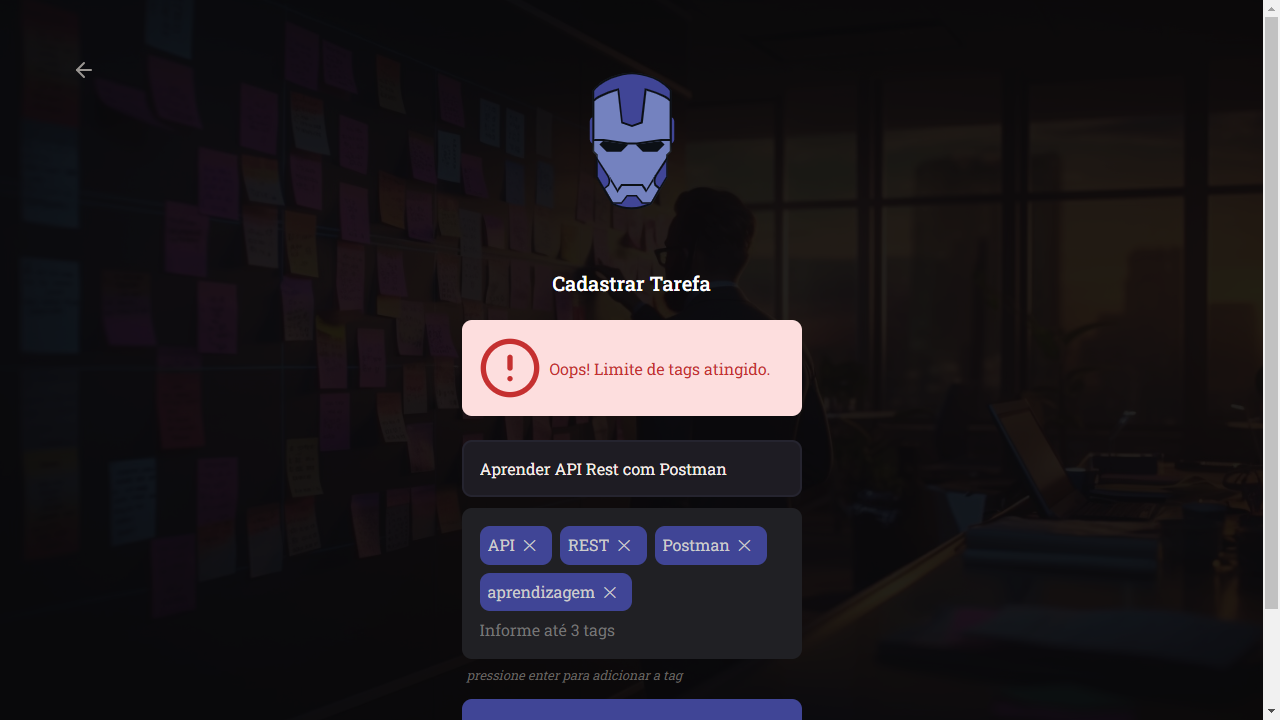 Cadastrar Tarefa
Oops! Limite de tags atingido.
Aprender API Rest com Postman
API REST Postman
aprendizagem
Informe até 3 tags
pressione enter para adicionar a tag